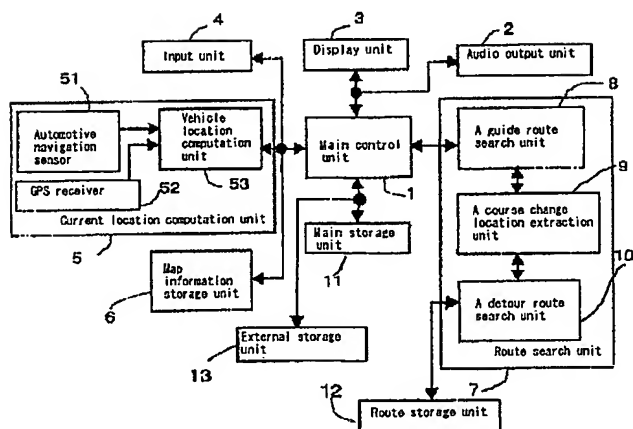 4
3
2
Input unit
Display unit
Audio output unit
51
8
Automotive
navigation
sensor
Vehicle
location
computation
unit
Main control
unit
A guide route
search unit
GPS receiver
52
53
1
9
Current location computation unit
5
A course change
location extraction
unit
Main storage
unit
11
10
Map
information
storage unit
6
A detour route
search unit
External storage
unit
13
Route search unit
7
12
Route storage unit